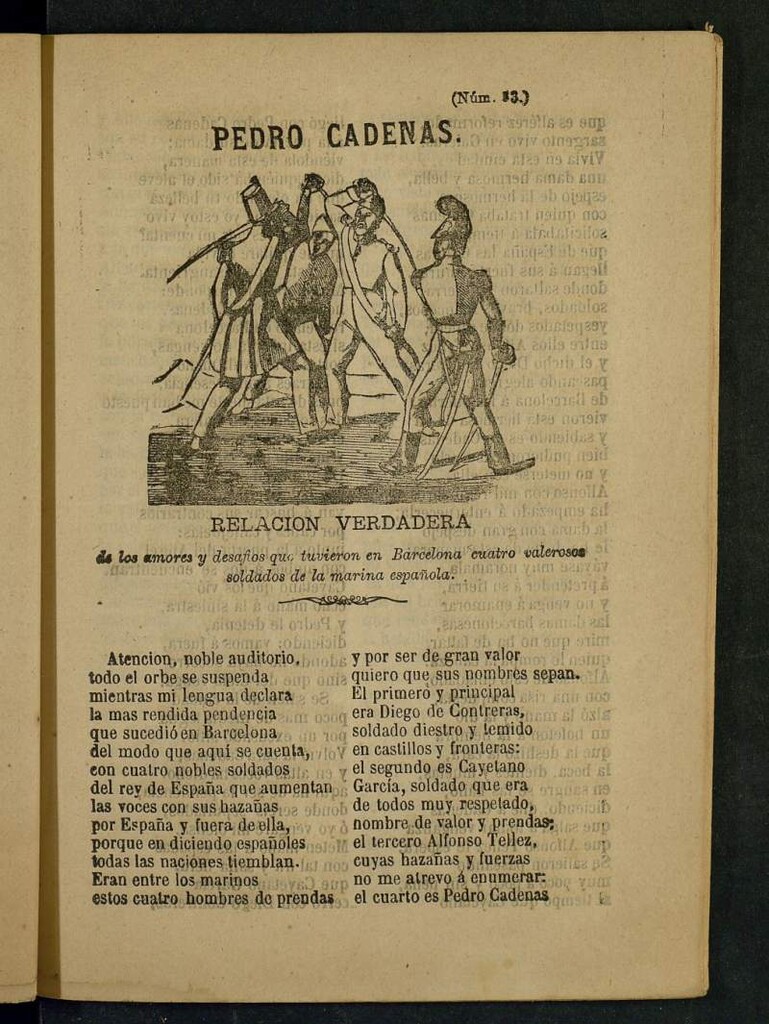 (Núm. 13.)
PEDRO CADENAS.
RELACION VERDADERA
de los amores y desafios que tuvieron en Barcelona cuatro valerosos
soldados de la marina española.
Atencion, noble auditorio,
todo el orbe se suspenda
mientras mi lengua declara
la mas rendida pendencia
que sucedió en Barcelona
del modo que aquí se cuenta,
con cuatro nobles soldados
del rey de España que aumentan
las voces con sus hazañas
por España y fuera de ella,
porque en diciendo españoles
todas las naciones tiemblan.
Eran entre los marinos
estos cuatro hombres de prendas
y por ser de gran valor
quiero que sus nombres sepan.
El primero y principal
era Diego de Contreras,
soldado diestro y temido
en castillos y fronteras:
el segundo es Cayetano
García, soldado que era
de todos muy respetado,
nombre de valor y prendas;
el tercero Alfonso Tellez,
cuyas hazañas y fuerzas
no me atrevo á enumerar:
el cuarto es Pedro Cadenas